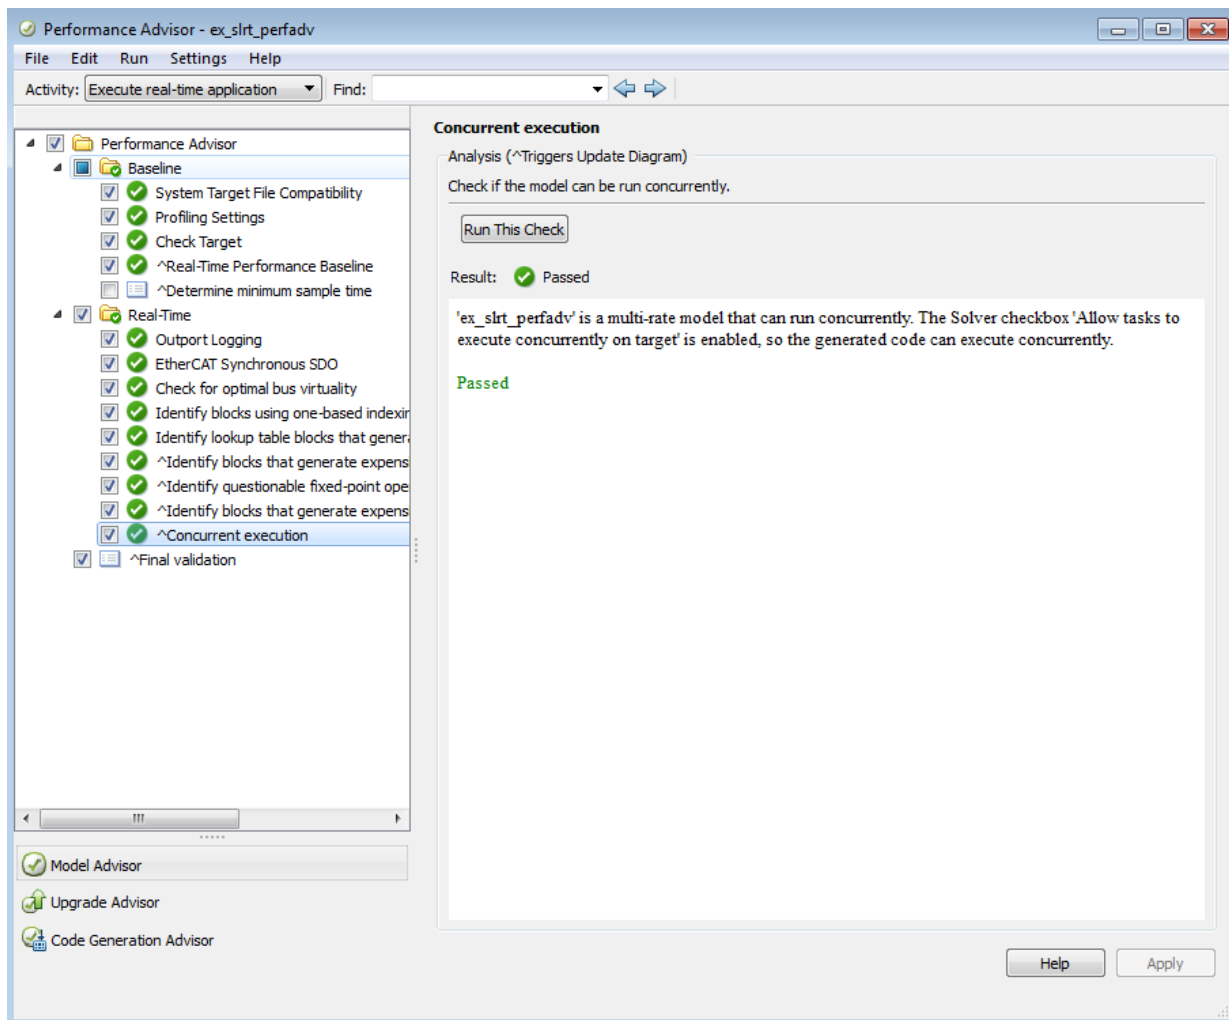 Performance Advisor - ex_slrt_perfadv
File Edit Run Settings Help
Activity: Execute real-time application Find:
Performance Advisor
Baseline
System Target File Compatibility
Profiling Settings
Check Target
^Real-Time Performance Baseline
^Determine minimum sample time
Real-Time
Outport Logging
EtherCAT Synchronous SDO
Check for optimal bus virtuality
Identify blocks using one-based indexin
Identify lookup table blocks that genera
^Identify blocks that generate expens
^Identify questionable fixed-point ope
^Identify blocks that generate expens
^Concurrent execution
^Final validation
Model Advisor
Upgrade Advisor
Code Generation Advisor
Concurrent execution
Analysis (^Triggers Update Diagram)
Check if the model can be run concurrently.
Run This Check
Result: Passed
'ex_slrt_perfadv' is a multi-rate model that can run concurrently. The Solver checkbox 'Allow tasks to
execute concurrently on target' is enabled, so the generated code can execute concurrently.
Passed
Help Apply